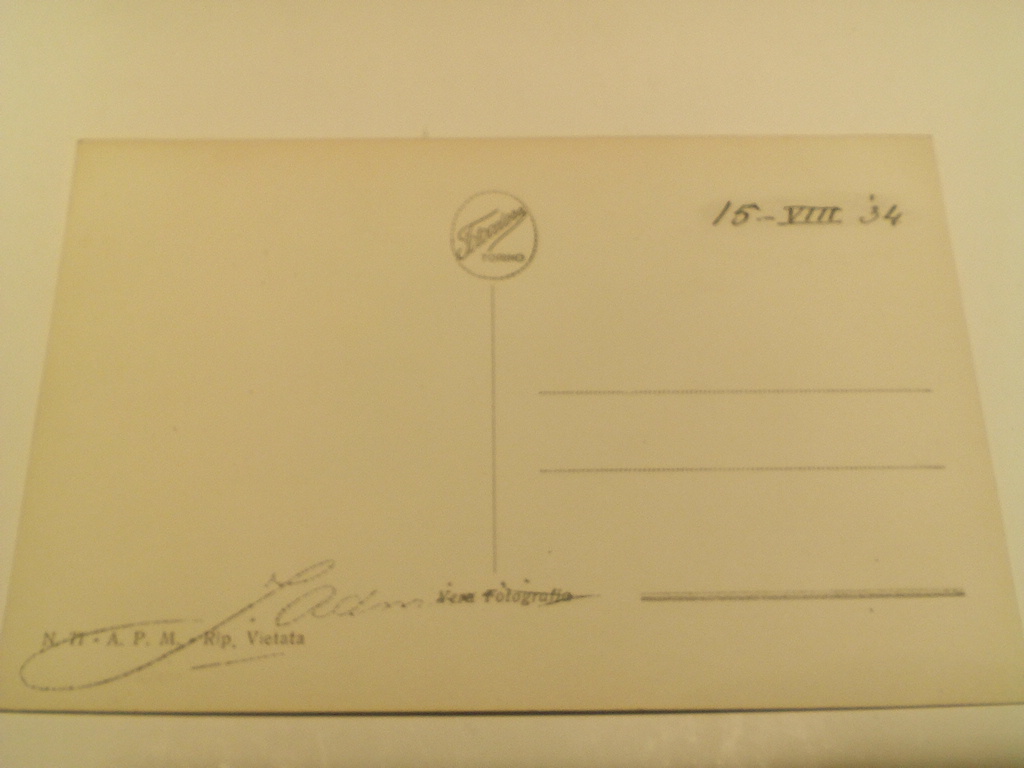 TORINO
15-VIII '34
Vera Fotografia
N. 11 - A. P. M. - Rip. Vietata